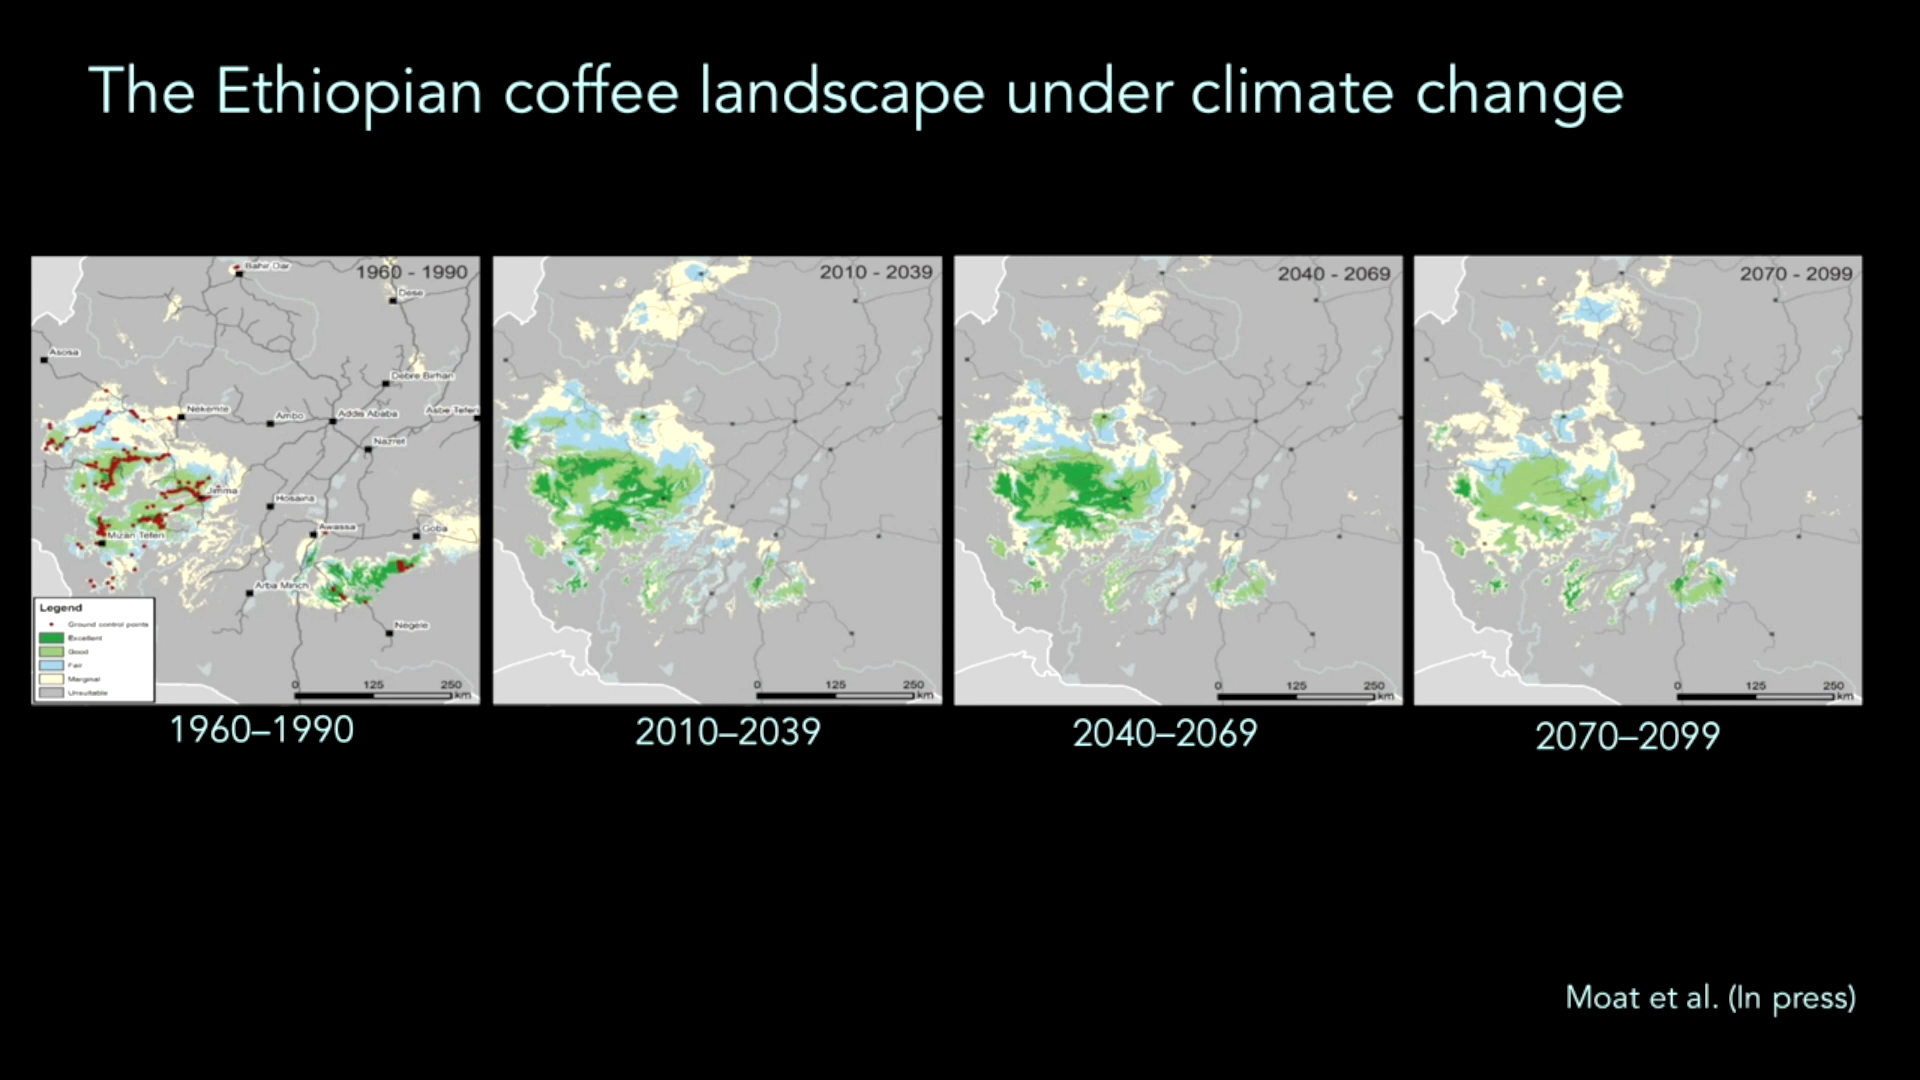 The Ethiopian coffee landscape under climate change
1960 - 1990
Bahir Dar
Dese
Asosa
Debre Birhan
Nekemte
Ambo
Addis Ababa
Asbe Teferi
Nazret
Jimma
Hosaina
Awassa
Goba
Mizan Teferi
Arba Minch
Negele
Legend
Ground control points
Excellent
Good
Fair
Marginal
Unsuitable
0 125 250
km
2010 - 2039
0 125 250
km
2040 - 2069
0 125 250
km
2070 - 2099
0 125 250
km
1960–1990
2010–2039
2040–2069
2070–2099
Moat et al. (In press)